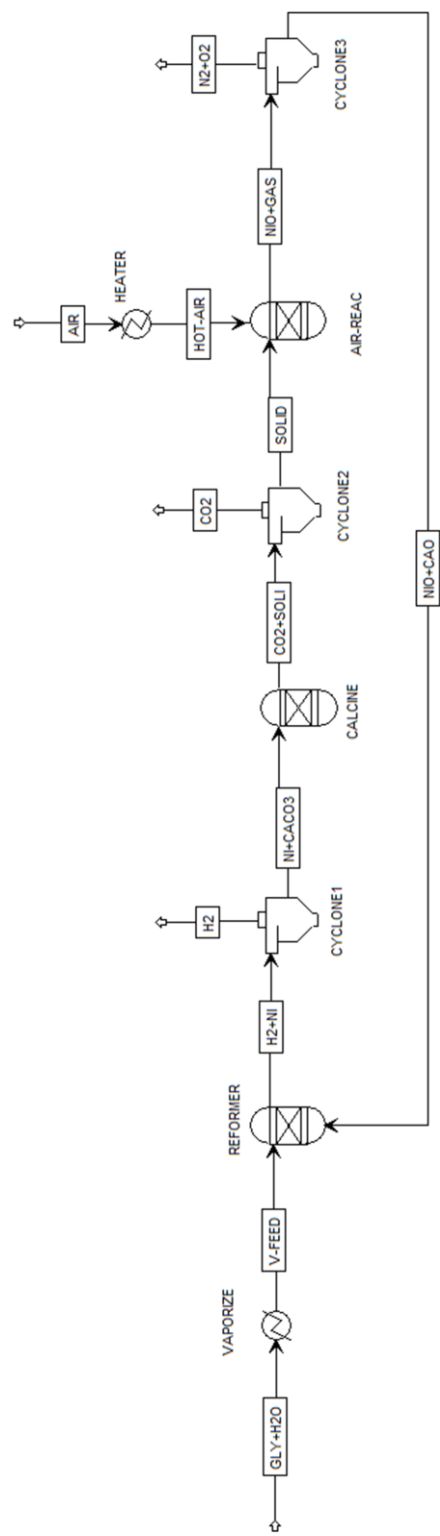 GLY+H2O
VAPORIZE
V-FEED
REFORMER
H2+NI
H2
CYCLONE1
NI+CACO3
CALCINE
CO2+SOLI
CO2
CYCLONE2
SOLID
AIR
HEATER
HOT-AIR
AIR-REAC
NIO+GAS
N2+O2
CYCLONE3
NIO+CAO